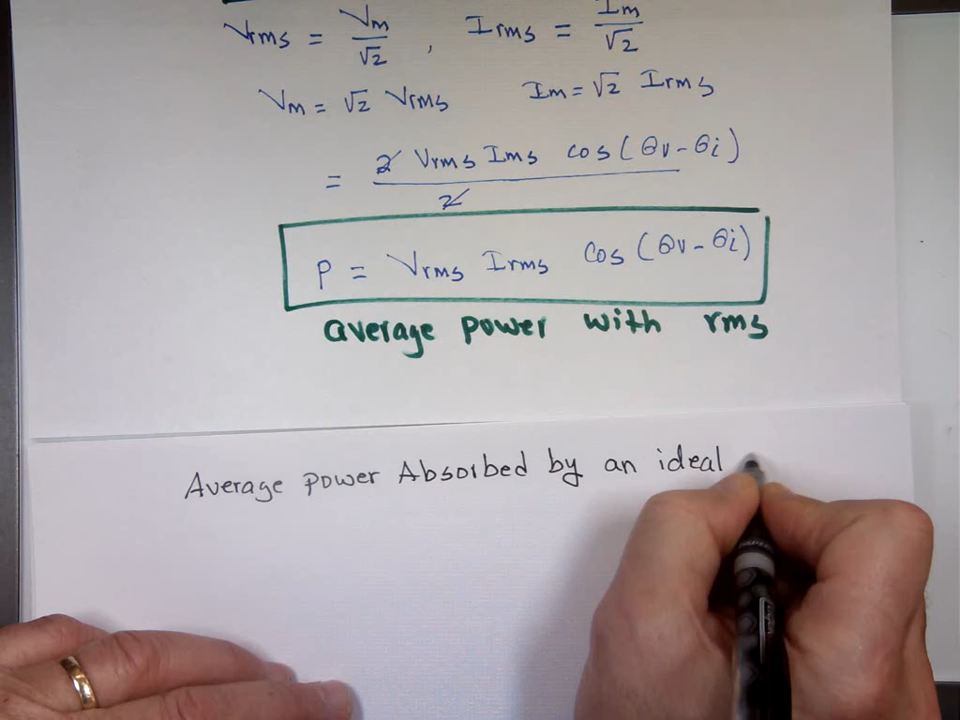 Vrms = Vm/√2 , Irms = Im/√2
Vm = √2 Vrms Im = √2 Irms
= 2 Vrms Ims cos(θv - θi) / 2
P = Vrms Irms cos(θv - θi)
average power with rms
Average power Absorbed by an ideal